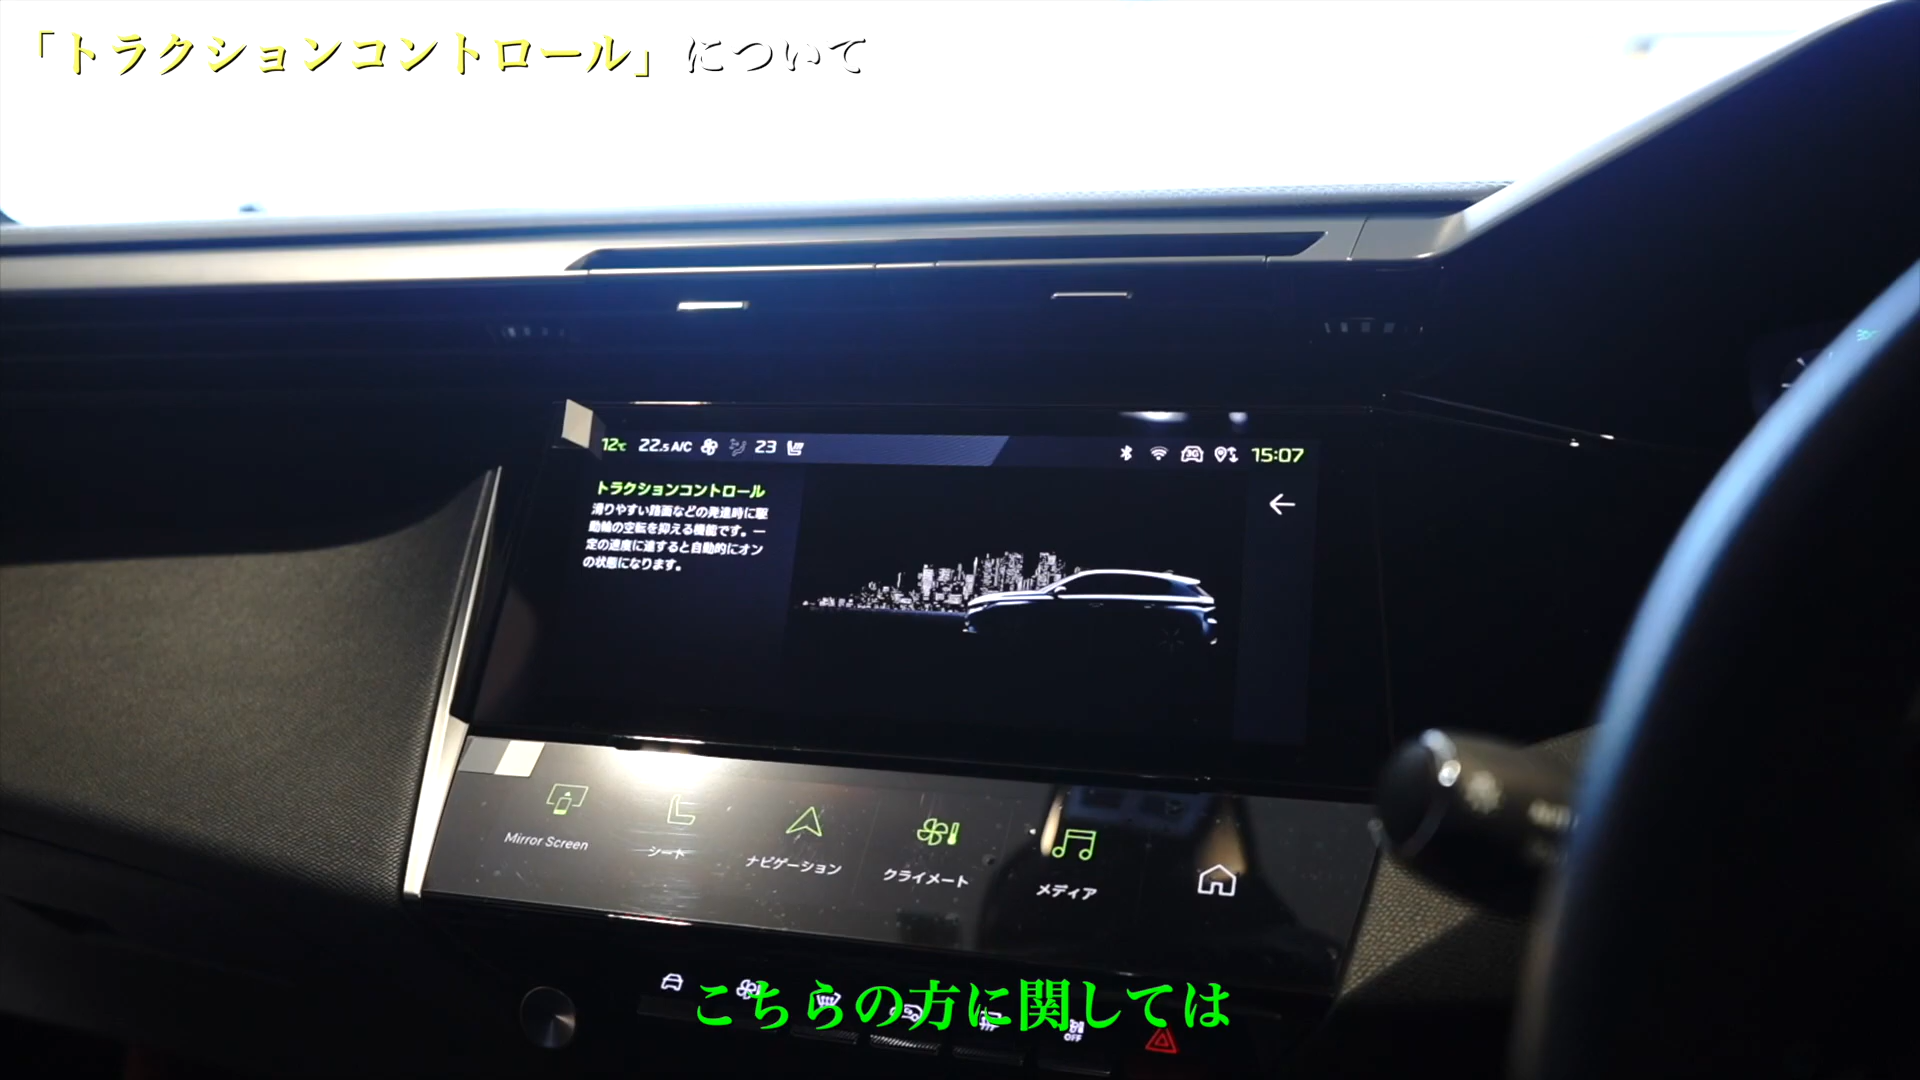 「トラクションコントロール」について
12℃ 22.5 A/C 23 3G 15:07
トラクションコントロール
滑りやすい路面などの発進時に駆
動輪の空転を抑える機能です。一
定の速度に達すると自動的にオン
の状態になります。
Mirror Screen シート ナビゲーション クライメート メディア
こちらの方に関しては
OFF